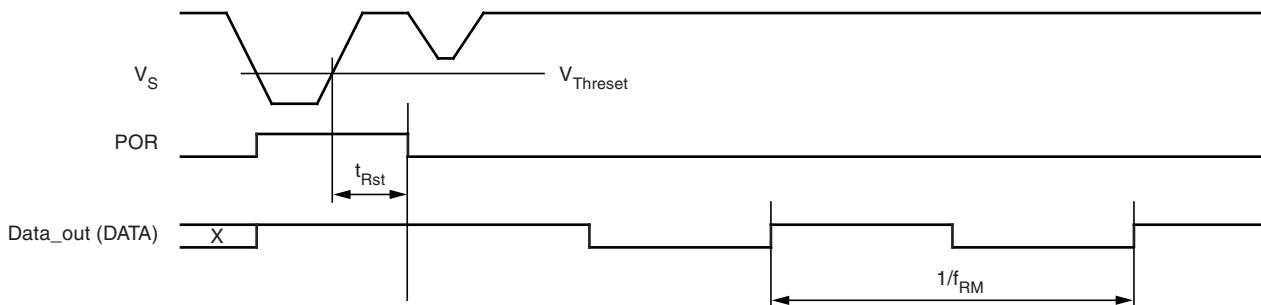 V_S
V_Threset
POR
t_Rst
Data_out (DATA)
X
1/f_RM